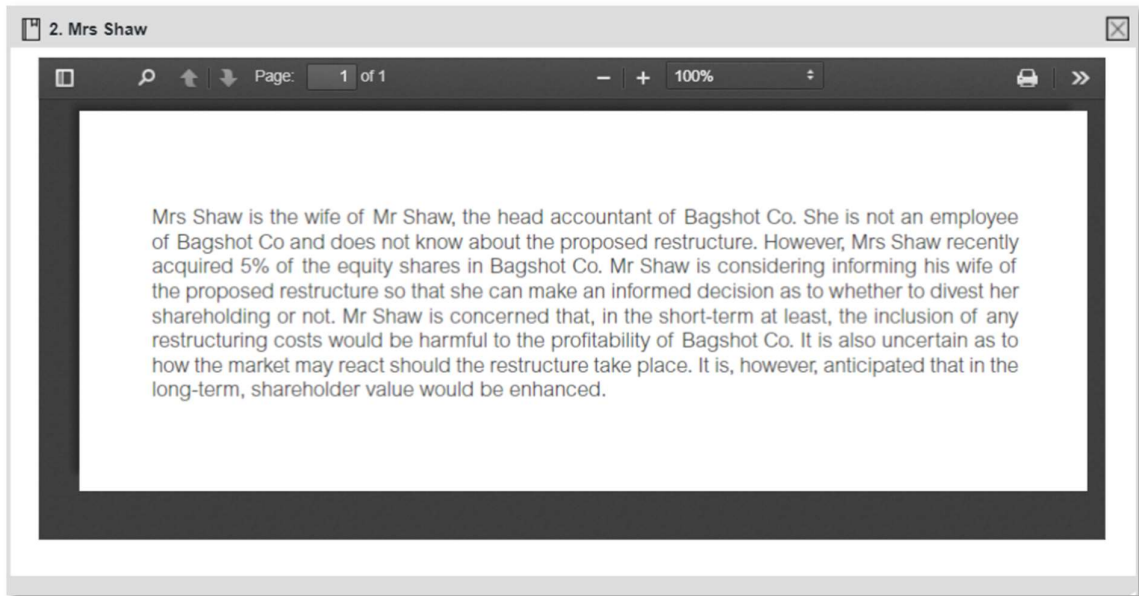 2. Mrs Shaw
Page: 1 of 1
100%
Mrs Shaw is the wife of Mr Shaw, the head accountant of Bagshot Co. She is not an employee
of Bagshot Co and does not know about the proposed restructure. However, Mrs Shaw recently
acquired 5% of the equity shares in Bagshot Co. Mr Shaw is considering informing his wife of
the proposed restructure so that she can make an informed decision as to whether to divest her
shareholding or not. Mr Shaw is concerned that, in the short-term at least, the inclusion of any
restructuring costs would be harmful to the profitability of Bagshot Co. It is also uncertain as to
how the market may react should the restructure take place. It is, however, anticipated that in the
long-term, shareholder value would be enhanced.